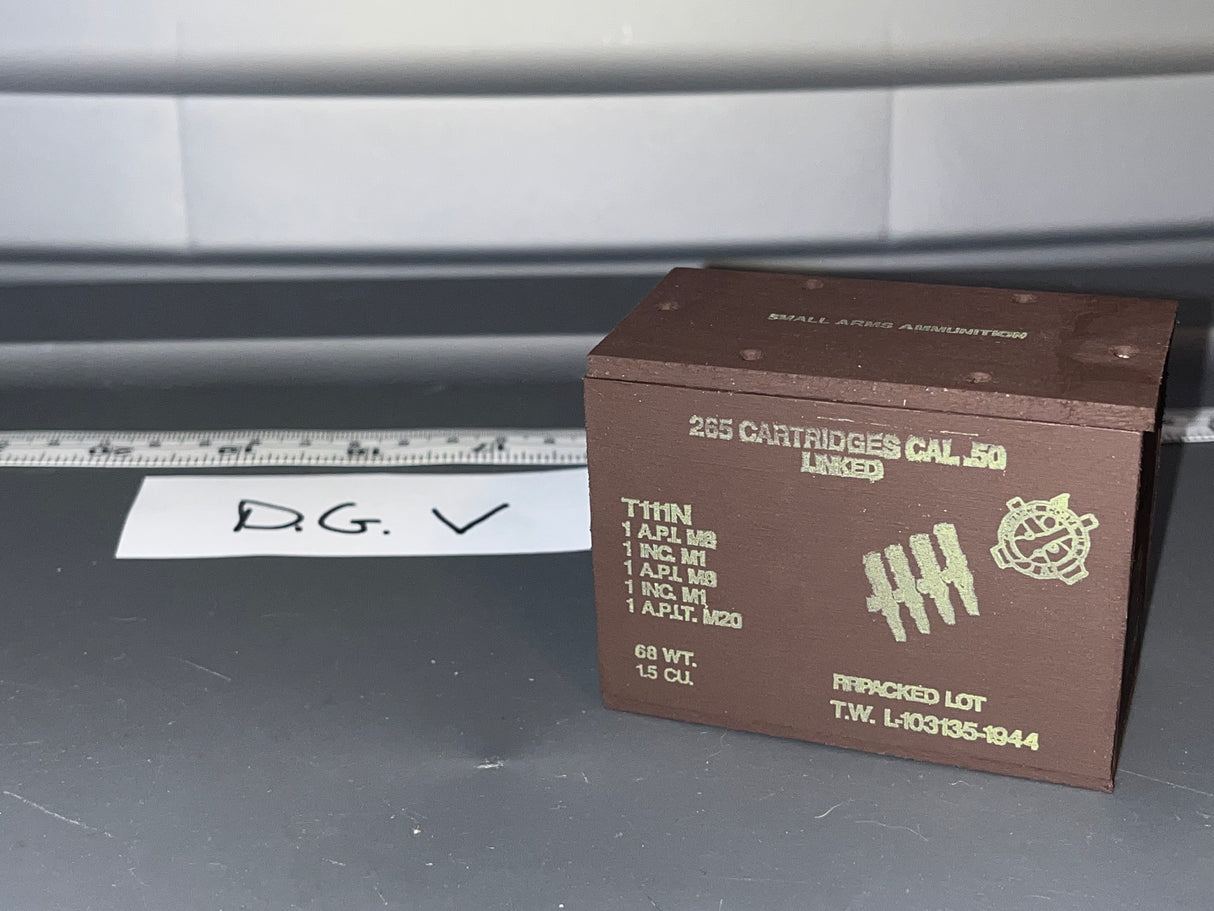 SMALL ARMS AMMUNITION
265 CARTRIDGES CAL .50
LINKED
T111N
1 A.P.I. M8
1 INC. M1
1 A.P.I. M8
1 INC. M1
1 A.P.I.T. M20
68 WT.
1.5 CU.
RRPACKED LOT
T.W. L-103135-1944
D.G. V